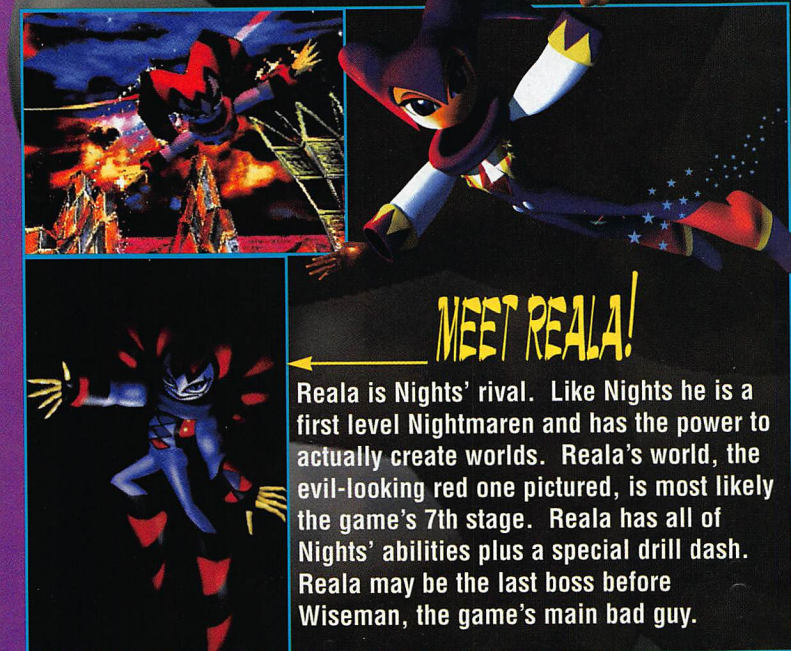 MEET REALA!
Reala is Nights' rival.  Like Nights he is a
first level Nightmaren and has the power to
actually create worlds.  Reala's world, the
evil-looking red one pictured, is most likely
the game's 7th stage.  Reala has all of
Nights' abilities plus a special drill dash.
Reala may be the last boss before
Wiseman, the game's main bad guy.